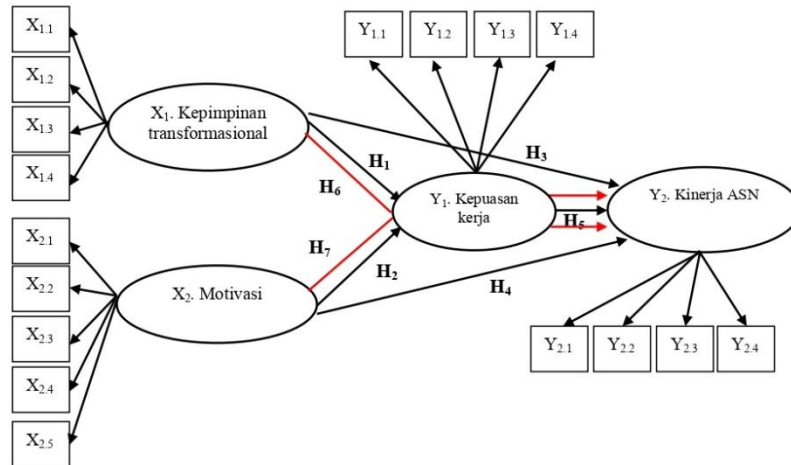 X1.1
X1.2
X1.3
X1.4
X1. Kepimpinan
transformasional
Y1.1
Y1.2
Y1.3
Y1.4
H1
H3
H6
Y1. Kepuasan
kerja
H5
Y2. Kinerja ASN
X2.1
X2.2
X2.3
X2.4
X2.5
X2. Motivasi
H7
H2
H4
Y2.1
Y2.2
Y2.3
Y2.4